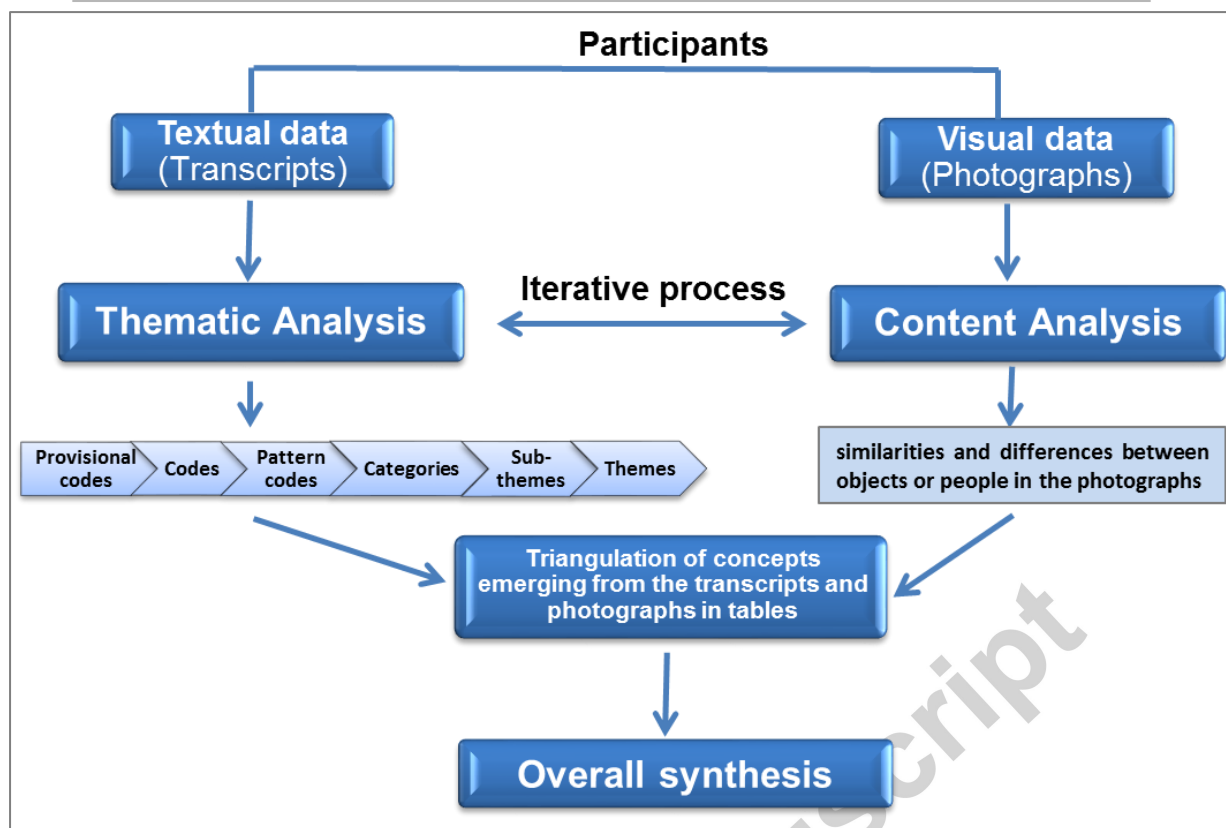 Participants
Textual data
(Transcripts)
Visual data
(Photographs)
Iterative process
Thematic Analysis
Content Analysis
Provisional
codes
Codes
Pattern
codes
Categories
Sub-
themes
Themes
similarities and differences between
objects or people in the photographs
Triangulation of concepts
emerging from the transcripts and
photographs in tables
Overall synthesis